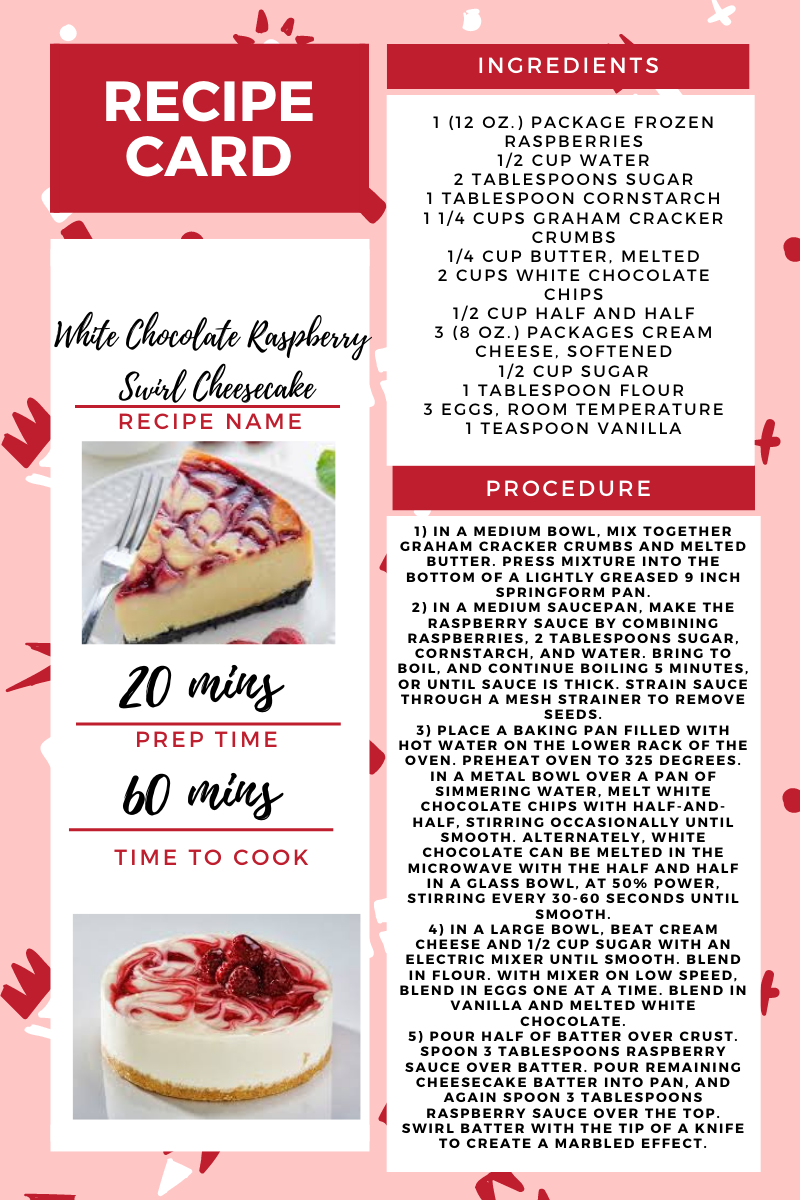 RECIPE
CARD
White Chocolate Raspberry
Swirl Cheesecake
RECIPE NAME
20 mins
PREP TIME
60 mins
TIME TO COOK
INGREDIENTS
1 (12 OZ.) PACKAGE FROZEN
RASPBERRIES
1/2 CUP WATER
2 TABLESPOONS SUGAR
1 TABLESPOON CORNSTARCH
1 1/4 CUPS GRAHAM CRACKER
CRUMBS
1/4 CUP BUTTER, MELTED
2 CUPS WHITE CHOCOLATE
CHIPS
1/2 CUP HALF AND HALF
3 (8 OZ.) PACKAGES CREAM
CHEESE, SOFTENED
1/2 CUP SUGAR
1 TABLESPOON FLOUR
3 EGGS, ROOM TEMPERATURE
1 TEASPOON VANILLA
PROCEDURE
1) IN A MEDIUM BOWL, MIX TOGETHER
GRAHAM CRACKER CRUMBS AND MELTED
BUTTER. PRESS MIXTURE INTO THE
BOTTOM OF A LIGHTLY GREASED 9 INCH
SPRINGFORM PAN.
2) IN A MEDIUM SAUCEPAN, MAKE THE
RASPBERRY SAUCE BY COMBINING
RASPBERRIES, 2 TABLESPOONS SUGAR,
CORNSTARCH, AND WATER. BRING TO
BOIL, AND CONTINUE BOILING 5 MINUTES,
OR UNTIL SAUCE IS THICK. STRAIN SAUCE
THROUGH A MESH STRAINER TO REMOVE
SEEDS.
3) PLACE A BAKING PAN FILLED WITH
HOT WATER ON THE LOWER RACK OF THE
OVEN. PREHEAT OVEN TO 325 DEGREES.
IN A METAL BOWL OVER A PAN OF
SIMMERING WATER, MELT WHITE
CHOCOLATE CHIPS WITH HALF-AND-
HALF, STIRRING OCCASIONALLY UNTIL
SMOOTH. ALTERNATELY, WHITE
CHOCOLATE CAN BE MELTED IN THE
MICROWAVE WITH THE HALF AND HALF
IN A GLASS BOWL, AT 50% POWER,
STIRRING EVERY 30-60 SECONDS UNTIL
SMOOTH.
4) IN A LARGE BOWL, BEAT CREAM
CHEESE AND 1/2 CUP SUGAR WITH AN
ELECTRIC MIXER UNTIL SMOOTH. BLEND
IN FLOUR. WITH MIXER ON LOW SPEED,
BLEND IN EGGS ONE AT A TIME. BLEND IN
VANILLA AND MELTED WHITE
CHOCOLATE.
5) POUR HALF OF BATTER OVER CRUST.
SPOON 3 TABLESPOONS RASPBERRY
SAUCE OVER BATTER. POUR REMAINING
CHEESECAKE BATTER INTO PAN, AND
AGAIN SPOON 3 TABLESPOONS
RASPBERRY SAUCE OVER THE TOP.
SWIRL BATTER WITH THE TIP OF A KNIFE
TO CREATE A MARBLED EFFECT.